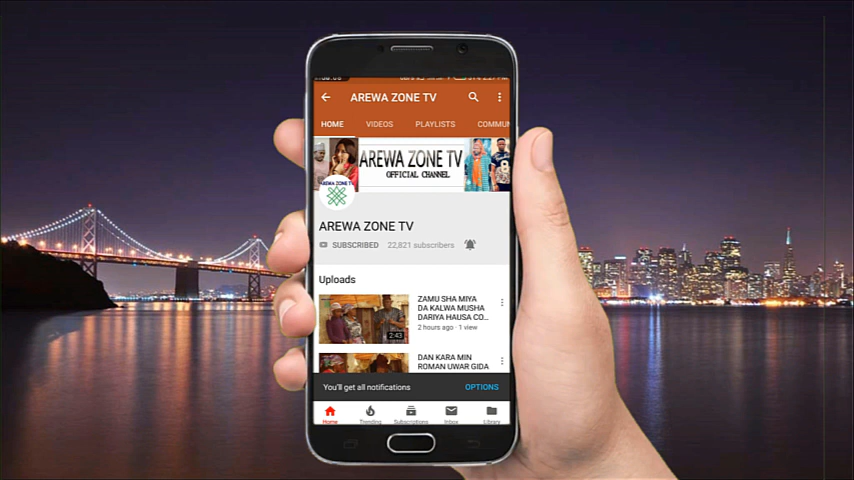 AREWA ZONE TV
HOME VIDEOS PLAYLISTS COMMUN
AREWA ZONE TV
OFFICIAL CHANNEL
AREWA ZONE TV
AREWA ZONE TV
SUBSCRIBED 22,821 subscribers
Uploads
ZAMU SHA MIYA
DA KALWA MUSHA
DARIYA HAUSA CO...
2 hours ago · 1 view
2:43
DAN KARA MIN
ROMAN UWAR GIDA
You'll get all notifications OPTIONS
Home Trending Subscriptions Inbox Library